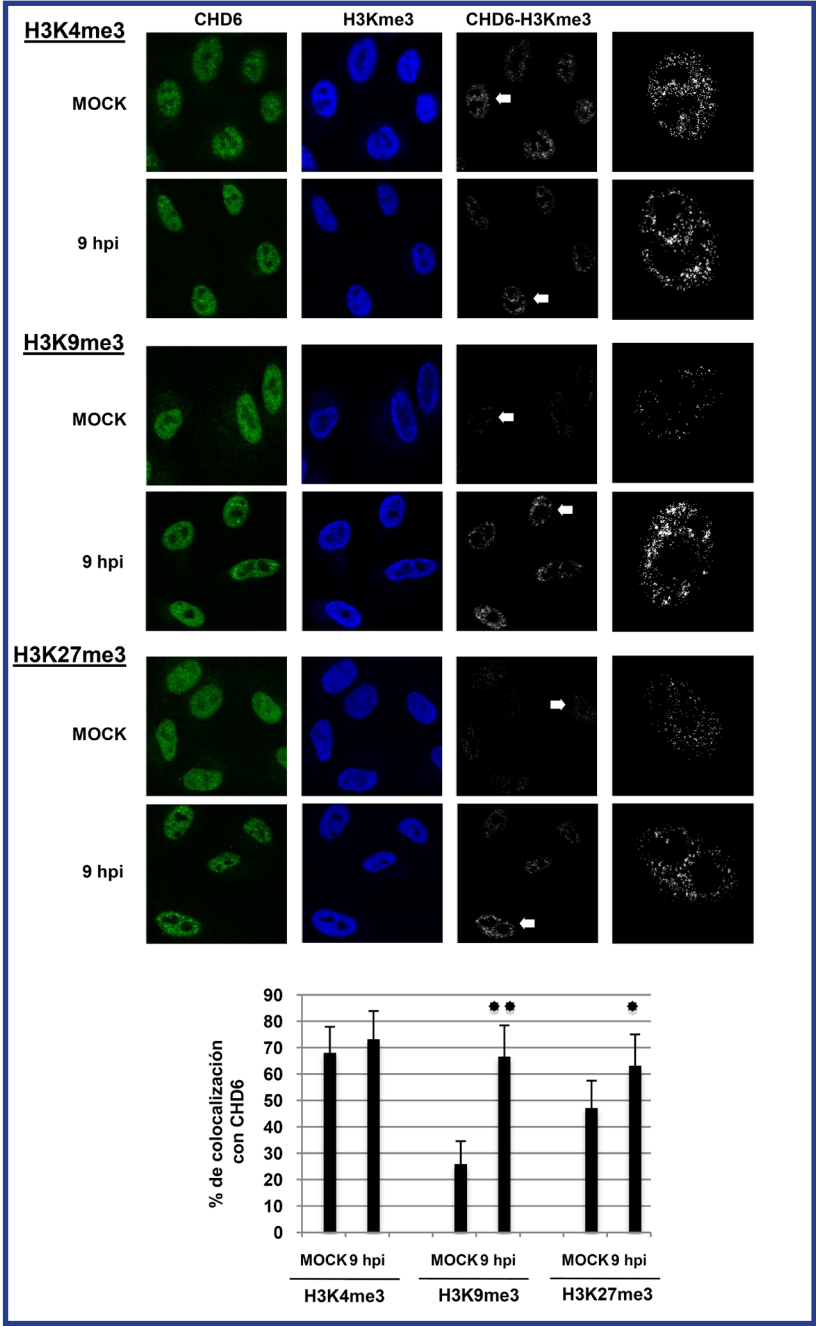 CHD6 H3Kme3 CHD6-H3Kme3
H3K4me3
MOCK
9 hpi
H3K9me3
MOCK
9 hpi
H3K27me3
MOCK
9 hpi
% de colocalización
con CHD6
90
80
70
60
50
40
30
20
10
0
MOCK 9 hpi MOCK 9 hpi MOCK 9 hpi
H3K4me3 H3K9me3 H3K27me3